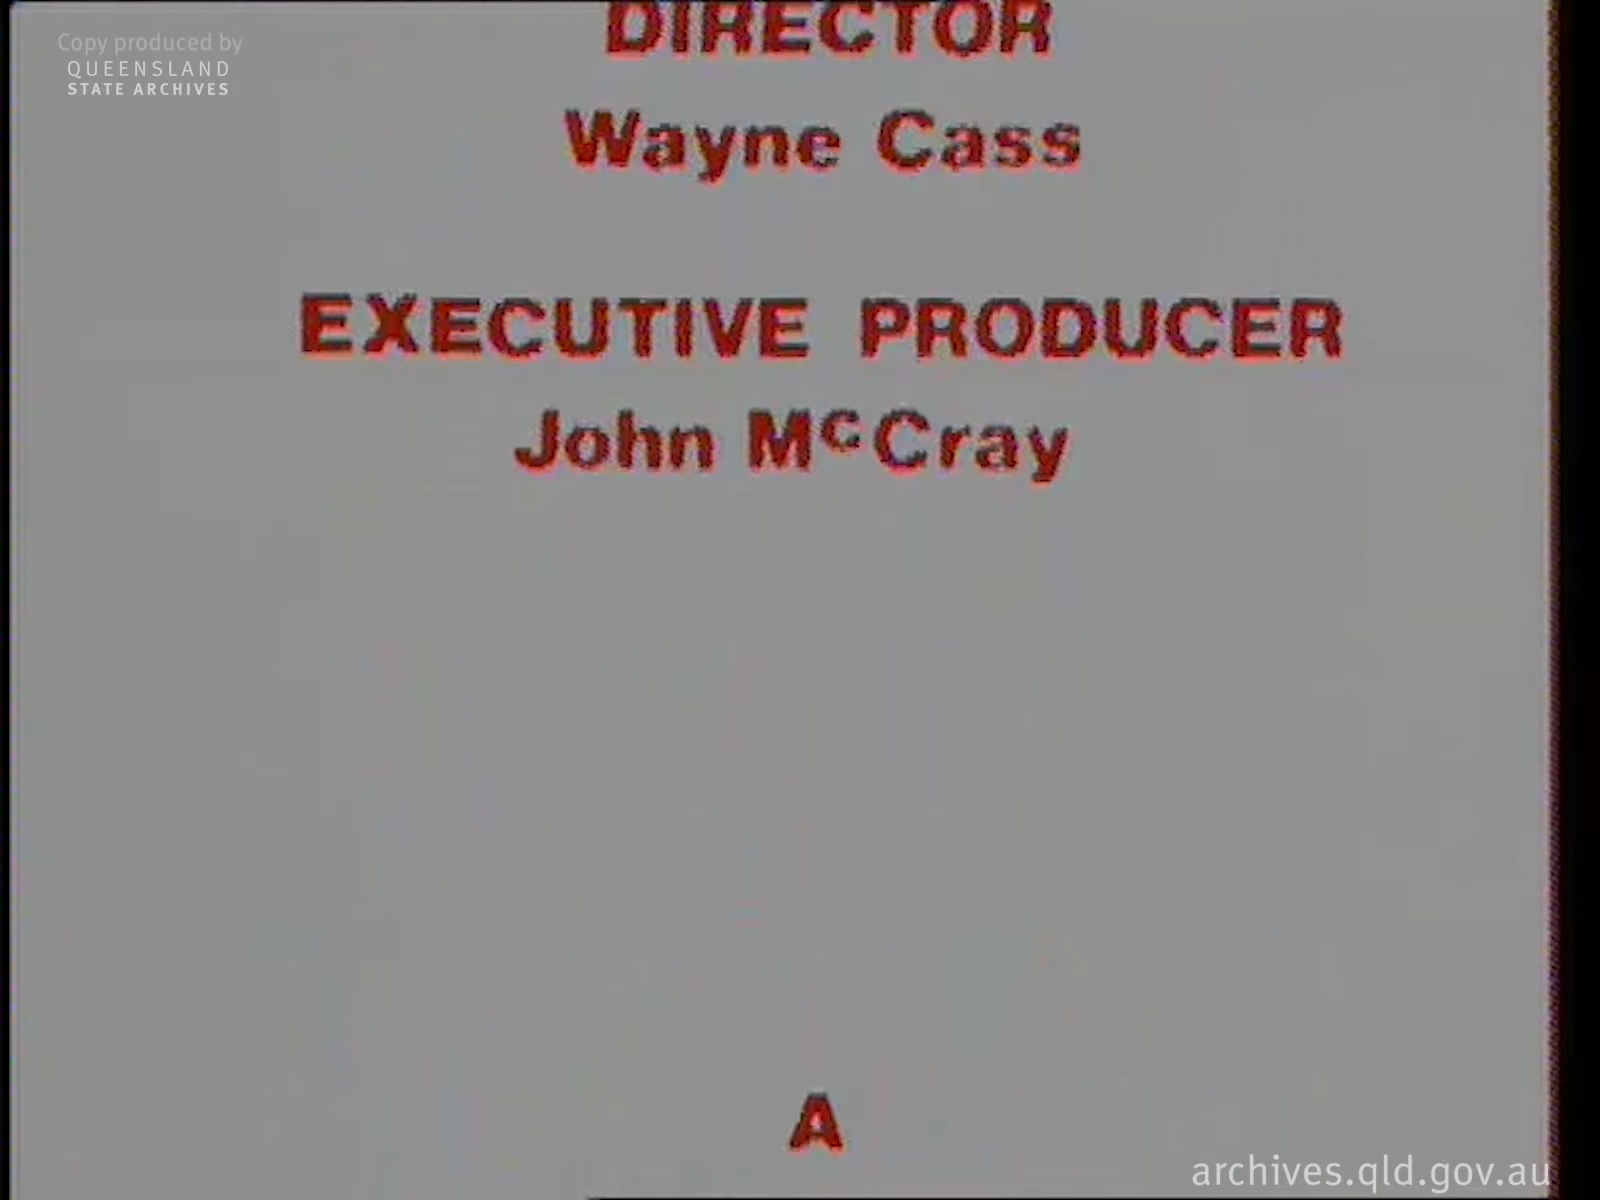 Copy produced by
QUEENSLAND
STATE ARCHIVES
DIRECTOR
Wayne Cass
EXECUTIVE PRODUCER
John McCray
A
archives.qld.gov.au